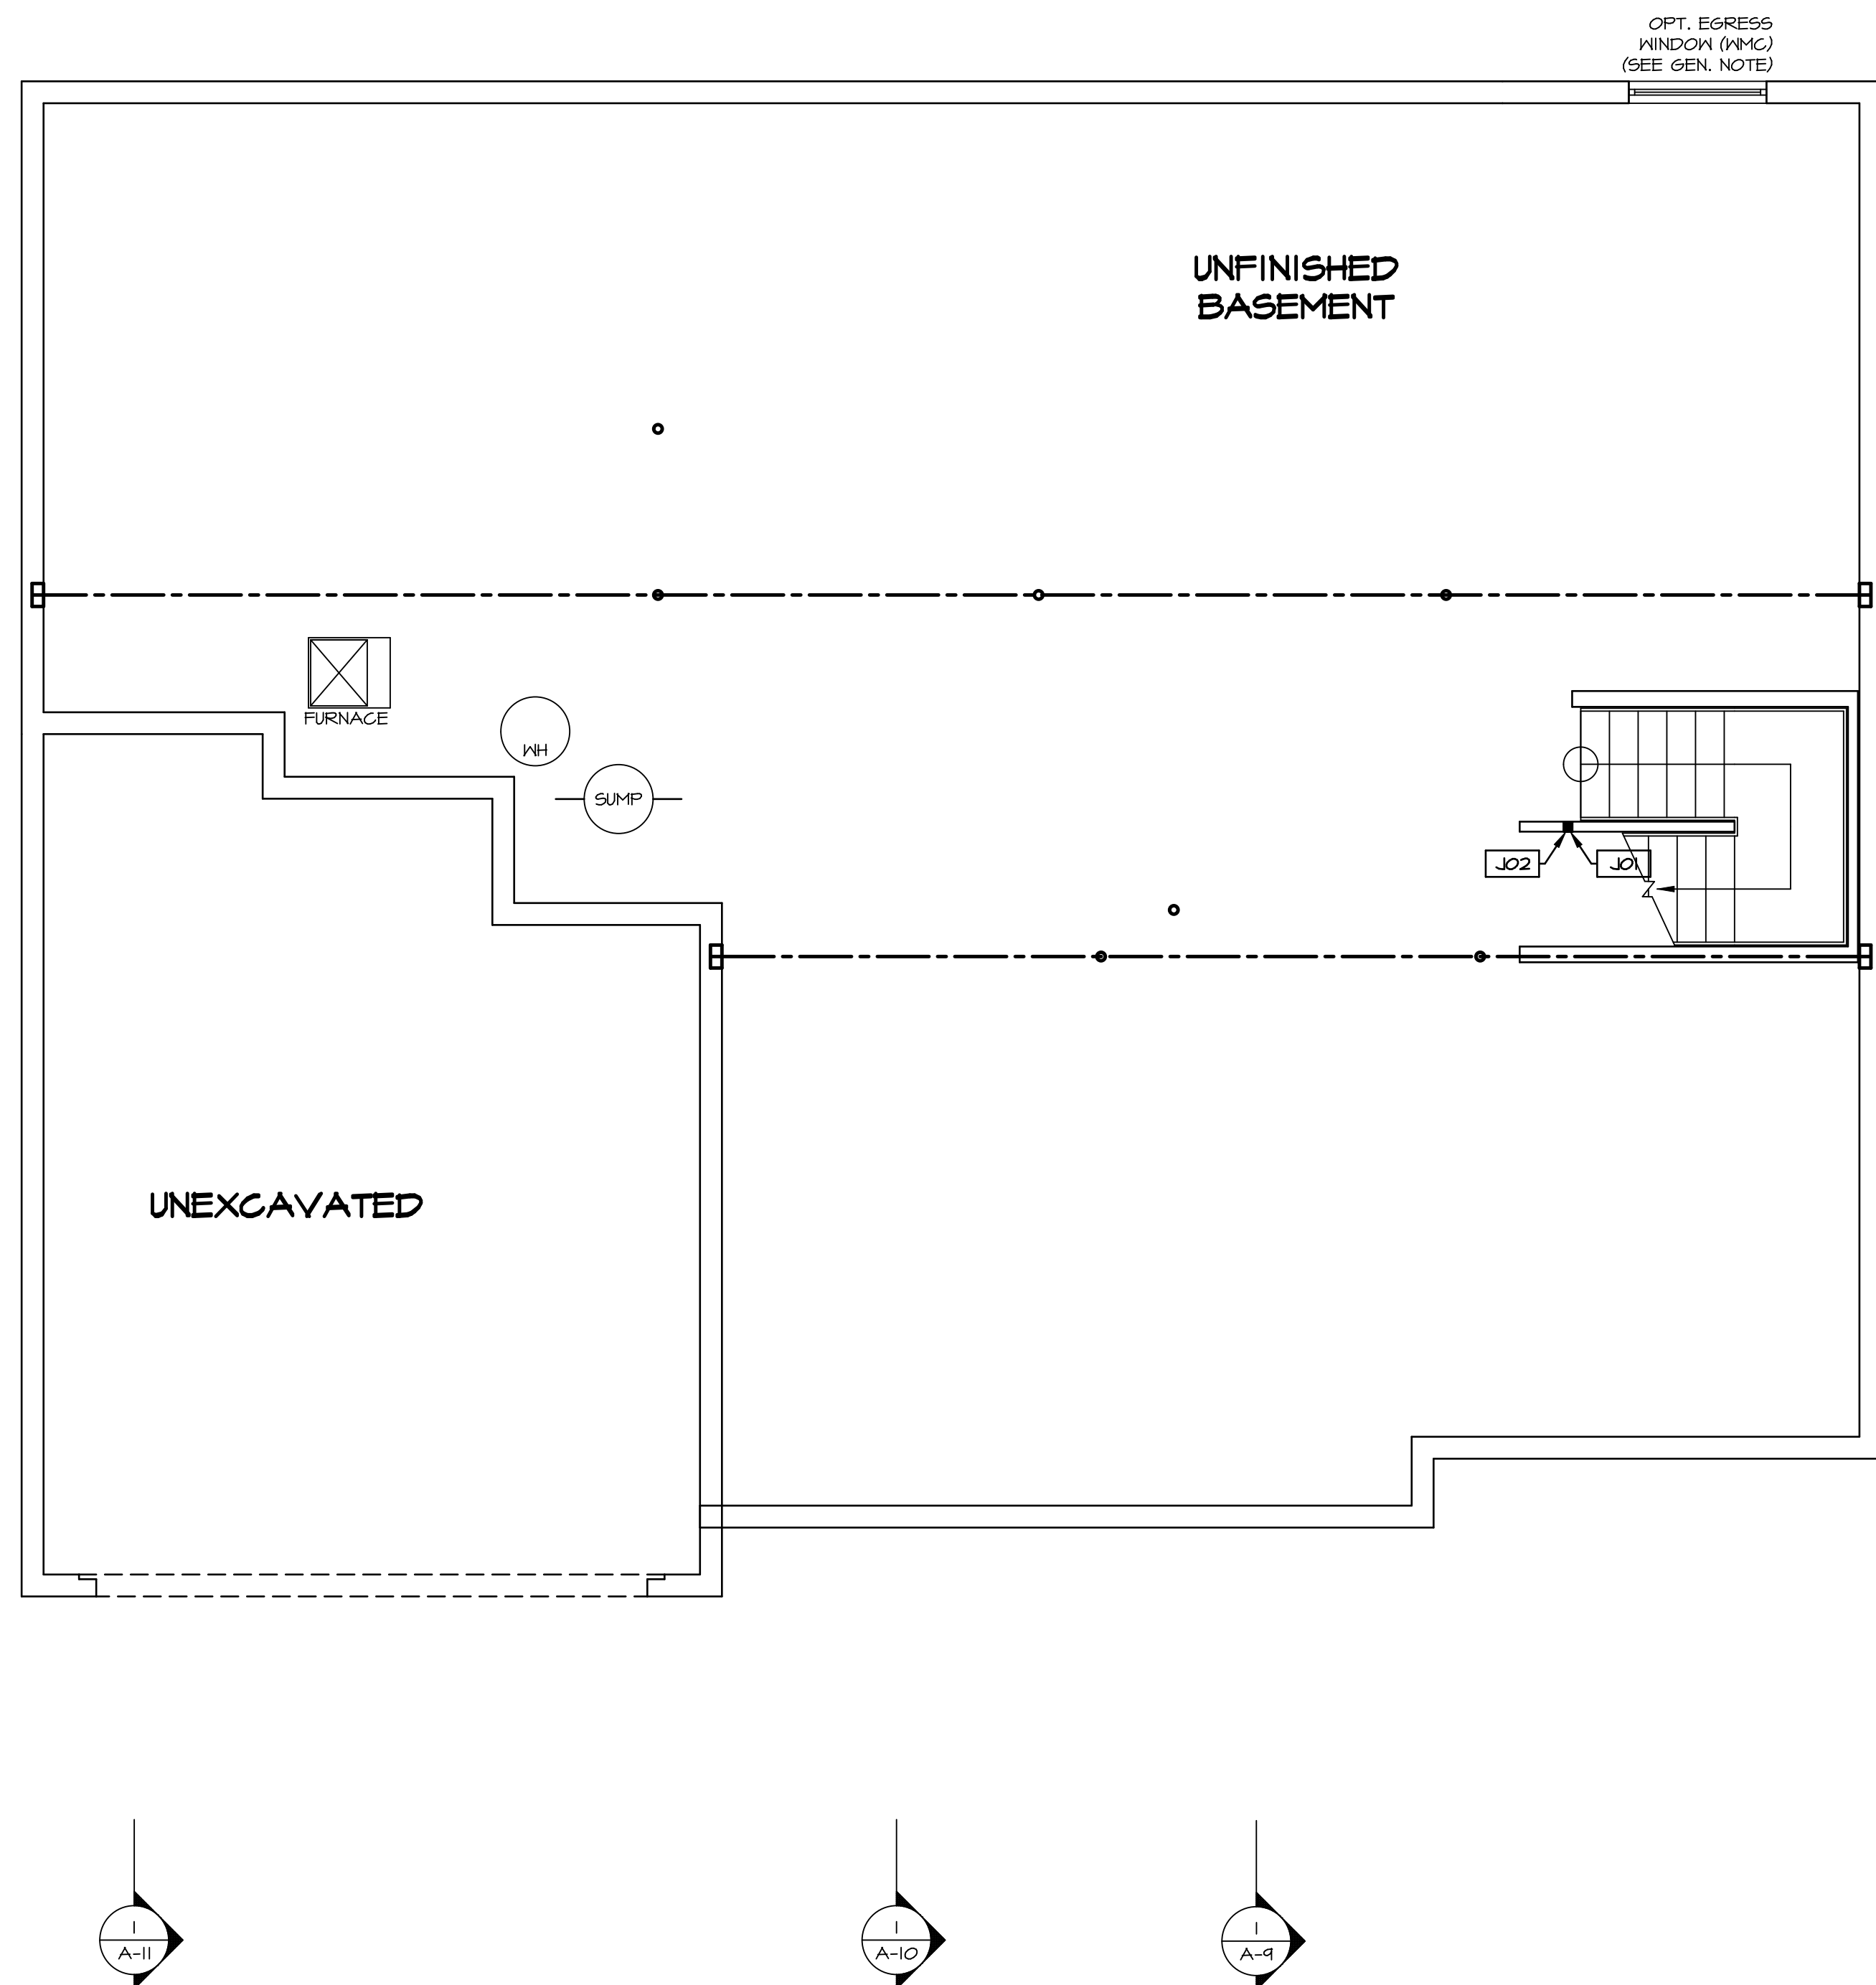 OPT. EGRESS
WINDOW (WMC)
(SEE GEN. NOTE)
UNFINISHED
BASEMENT
FURNACE
WH
SUMP
J02
J01
UNEXCAVATED
1
A-11
1
A-10
1
A-9